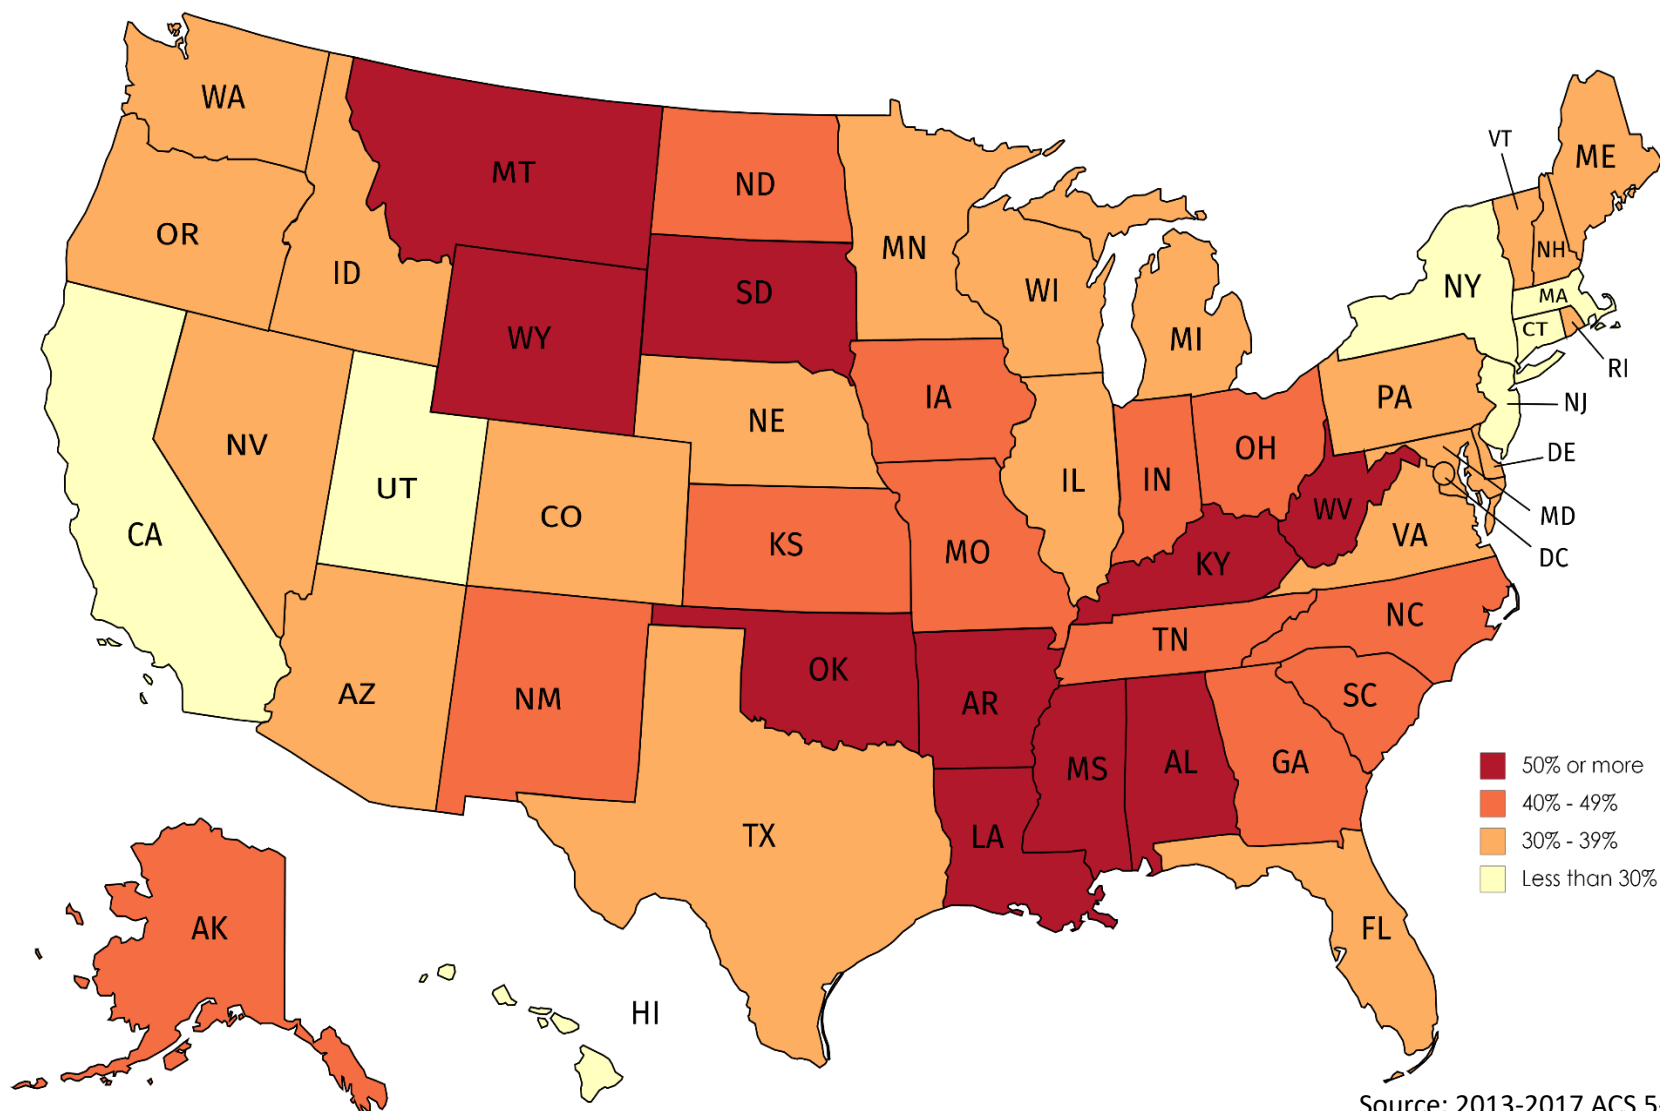 WA
MT
ND
VT
ME
OR
ID
MN
NH
SD
WI
NY
MA
WY
CT
MI
RI
IA
PA
NJ
NE
NV
OH
DE
UT
IL
IN
WV
CO
MD
CA
KS
MO
VA
DC
KY
NC
TN
OK
AZ
NM
AR
SC
MS
AL
GA
50% or more
40% - 49%
TX
LA
30% - 39%
Less than 30%
AK
FL
HI
Source: 2013-2017 ACS 5-